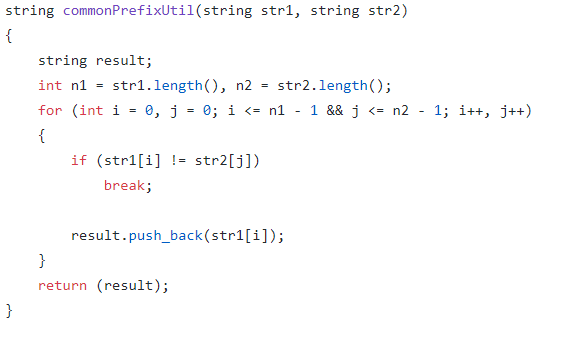 string commonPrefixUtil(string str1, string str2)
{
    string result;
    int n1 = str1.length(), n2 = str2.length();
    for (int i = 0, j = 0; i <= n1 - 1 && j <= n2 - 1; i++, j++)
    {
        if (str1[i] != str2[j])
            break;

        result.push_back(str1[i]);
    }
    return (result);
}